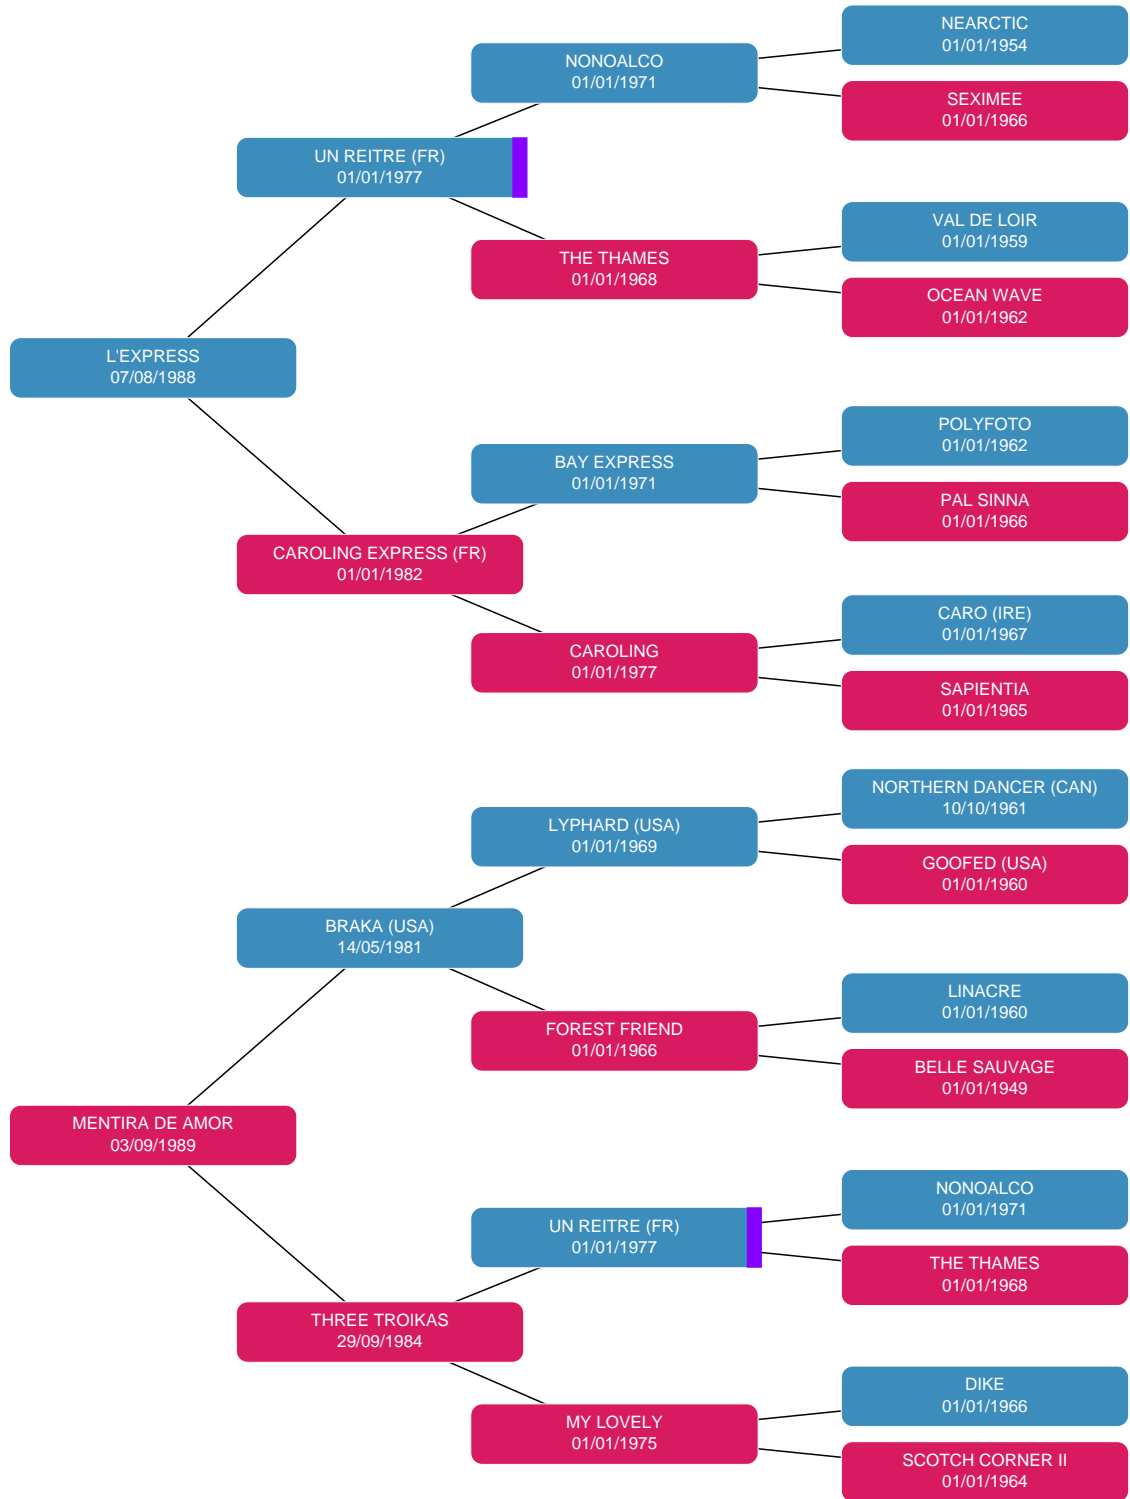 NEARCTIC
01/01/1954
NONOALCO
01/01/1971
SEXIMEE
01/01/1966
UN REITRE (FR)
01/01/1977
VAL DE LOIR
01/01/1959
THE THAMES
01/01/1968
OCEAN WAVE
01/01/1962
L'EXPRESS
07/08/1988
POLYFOTO
01/01/1962
BAY EXPRESS
01/01/1971
PAL SINNA
01/01/1966
CAROLING EXPRESS (FR)
01/01/1982
CARO (IRE)
01/01/1967
CAROLING
01/01/1977
SAPIENTIA
01/01/1965
NORTHERN DANCER (CAN)
10/10/1961
LYPHARD (USA)
01/01/1969
GOOFED (USA)
01/01/1960
BRAKA (USA)
14/05/1981
LINACRE
01/01/1960
FOREST FRIEND
01/01/1966
BELLE SAUVAGE
01/01/1949
MENTIRA DE AMOR
03/09/1989
NONOALCO
01/01/1971
UN REITRE (FR)
01/01/1977
THE THAMES
01/01/1968
THREE TROIKAS
29/09/1984
DIKE
01/01/1966
MY LOVELY
01/01/1975
SCOTCH CORNER II
01/01/1964